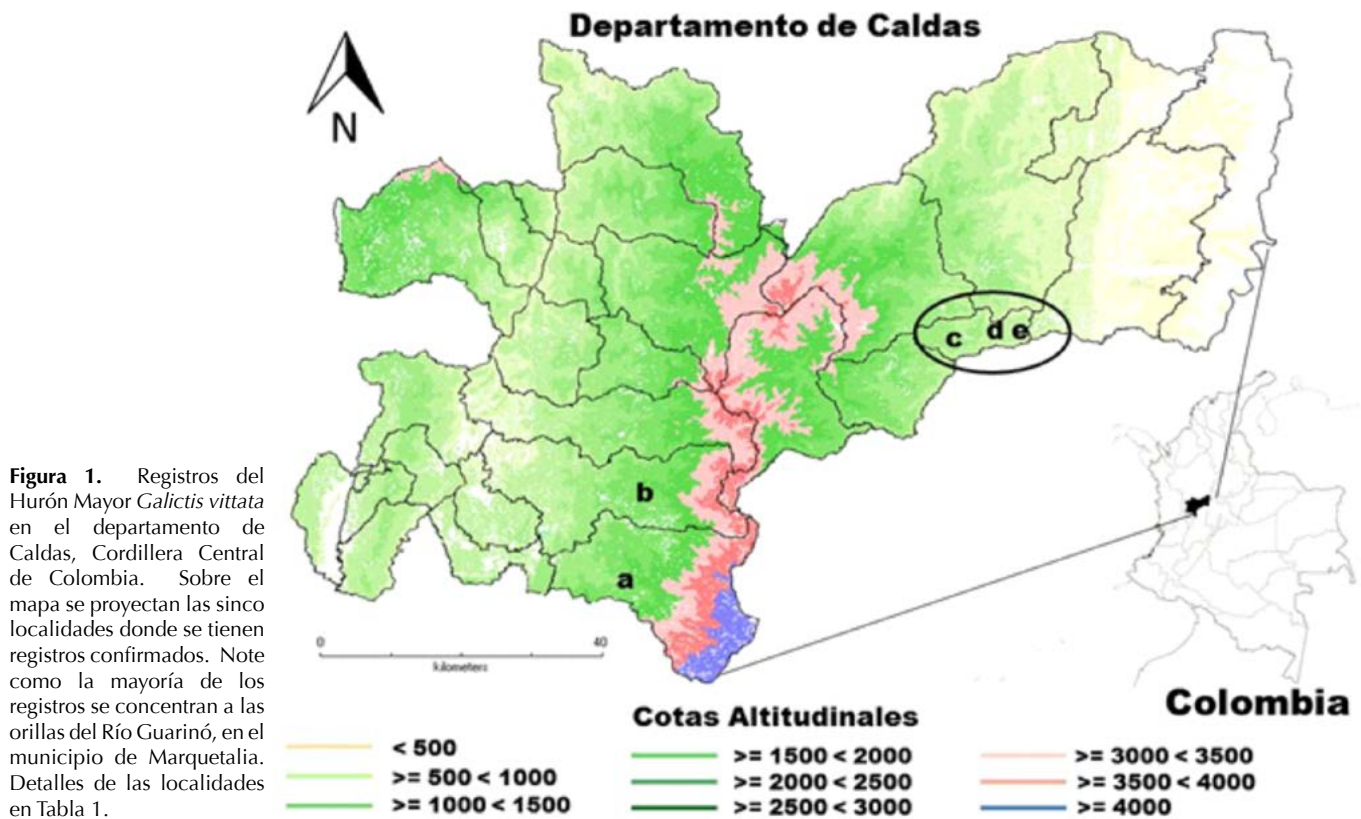 Departamento de Caldas
N
c d e
b
a
0 40
kilometers
Figura 1. Registros del
Hurón Mayor Galictis vittata
en el departamento de
Caldas, Cordillera Central
de Colombia. Sobre el
mapa se proyectan las sinco
localidades donde se tienen
registros confirmados. Note
como la mayoría de los
registros se concentran a las
orillas del Río Guarinó, en el
municipio de Marquetalia.
Detalles de las localidades
en Tabla 1.
Colombia
Cotas Altitudinales
< 500
>= 500 < 1000
>= 1000 < 1500
>= 1500 < 2000
>= 2000 < 2500
>= 2500 < 3000
>= 3000 < 3500
>= 3500 < 4000
>= 4000